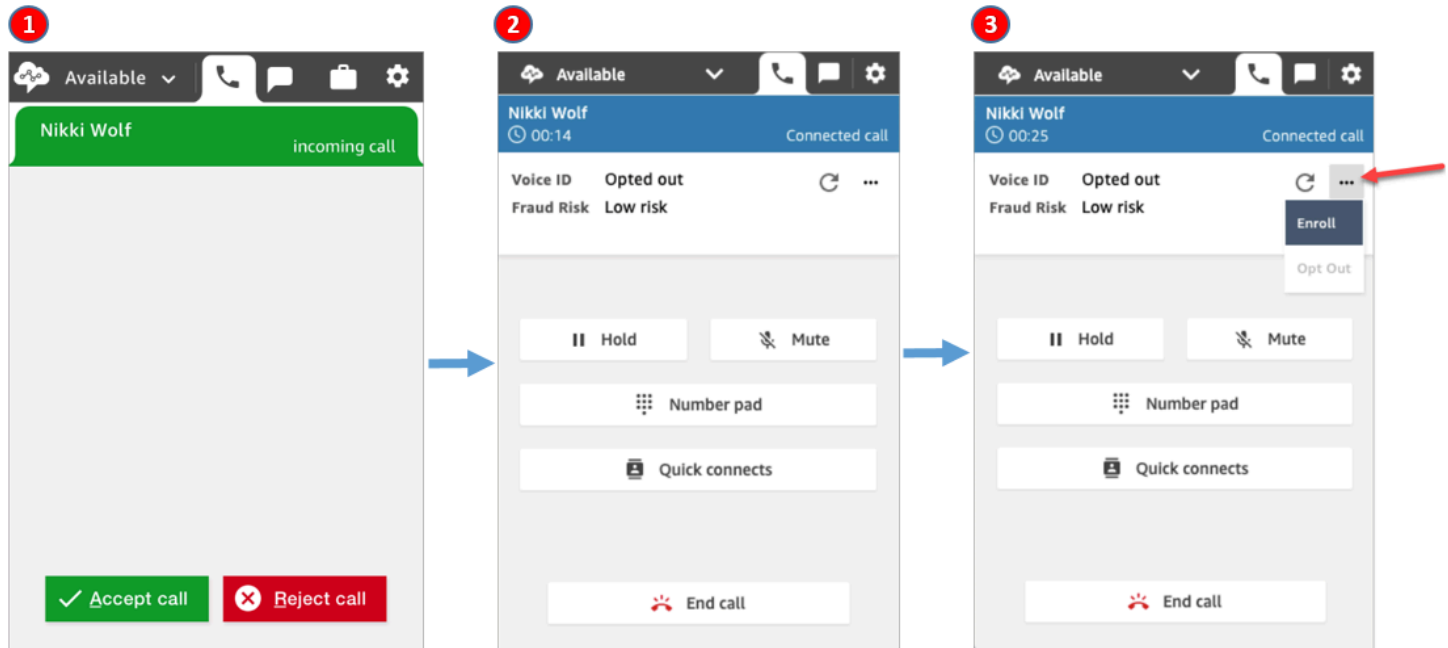 1
Available
Nikki Wolf
incoming call
Accept call
Reject call
2
Available
Nikki Wolf
00:14 Connected call
Voice ID Opted out
Fraud Risk Low risk
Hold Mute
Number pad
Quick connects
End call
3
Available
Nikki Wolf
00:25 Connected call
Voice ID Opted out
Fraud Risk Low risk
Enroll
Opt Out
Hold Mute
Number pad
Quick connects
End call